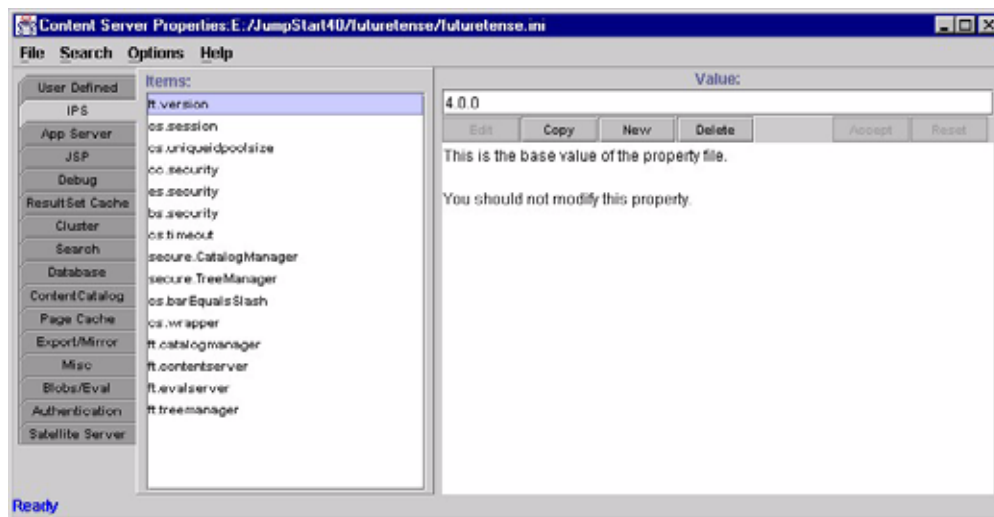 Content Server Properties:E:/JumpStart40/futuretense/futuretense.ini
File Search Options Help
User Defined
IPS
App Server
JSP
Debug
ResultSet Cache
Cluster
Search
Database
ContentCatalog
Page Cache
Export/Mirror
Misc
Blobs/Eval
Authentication
Satellite Server
Items:
ft.version
cs.session
cs.uniqueidpoolsize
cc.security
es.security
bs.security
cs.timeout
secure.CatalogManager
secure.TreeManager
cs.barEqualsSlash
cs.wrapper
ft.catalogmanager
ft.contentserver
ft.evalserver
ft.treemanager
Value:
4.0.0
Edit Copy New Delete Accept Reset
This is the base value of the property file.
You should not modify this property.
Ready